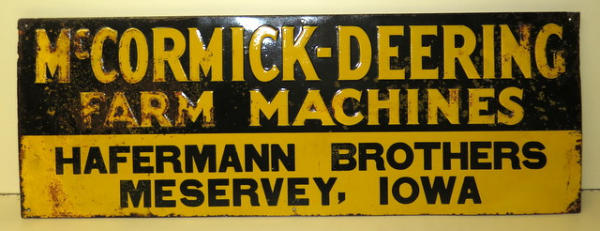 McCORMICK-DEERING
FARM MACHINES
HAFERMANN BROTHERS
MESERVEY, IOWA